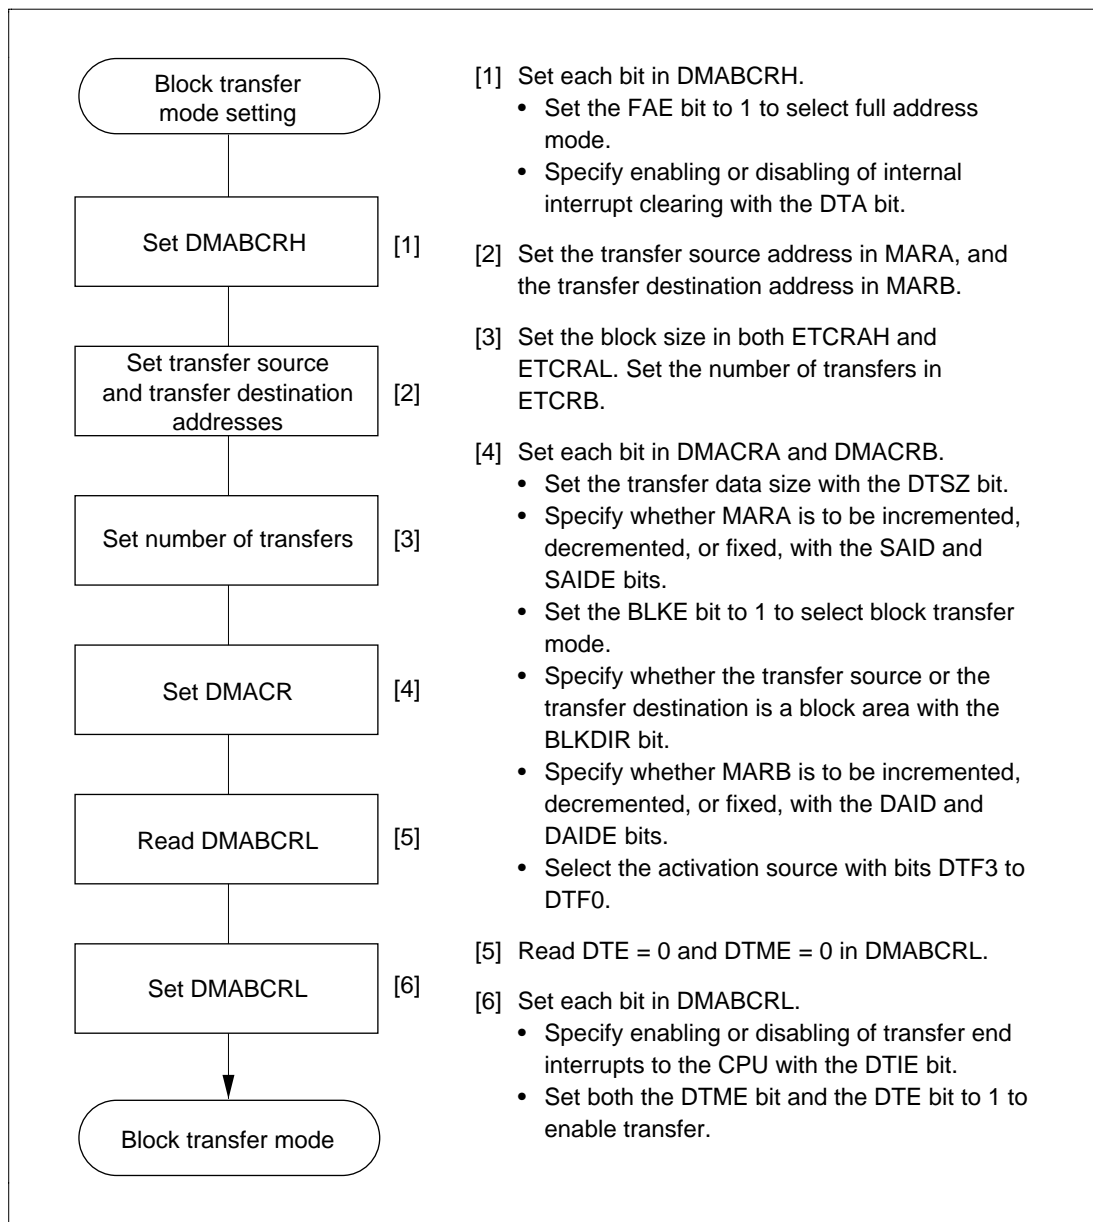 Block transfer
mode setting
Set DMABCRH
[1]
Set transfer source
and transfer destination
addresses
[2]
Set number of transfers
[3]
Set DMACR
[4]
Read DMABCRL
[5]
Set DMABCRL
[6]
Block transfer mode
[1] Set each bit in DMABCRH.
• Set the FAE bit to 1 to select full address
mode.
• Specify enabling or disabling of internal
interrupt clearing with the DTA bit.
[2] Set the transfer source address in MARA, and
the transfer destination address in MARB.
[3] Set the block size in both ETCRAH and
ETCRAL. Set the number of transfers in
ETCRB.
[4] Set each bit in DMACRA and DMACRB.
• Set the transfer data size with the DTSZ bit.
• Specify whether MARA is to be incremented,
decremented, or fixed, with the SAID and
SAIDE bits.
• Set the BLKE bit to 1 to select block transfer
mode.
• Specify whether the transfer source or the
transfer destination is a block area with the
BLKDIR bit.
• Specify whether MARB is to be incremented,
decremented, or fixed, with the DAID and
DAIDE bits.
• Select the activation source with bits DTF3 to
DTF0.
[5] Read DTE = 0 and DTME = 0 in DMABCRL.
[6] Set each bit in DMABCRL.
• Specify enabling or disabling of transfer end
interrupts to the CPU with the DTIE bit.
• Set both the DTME bit and the DTE bit to 1 to
enable transfer.